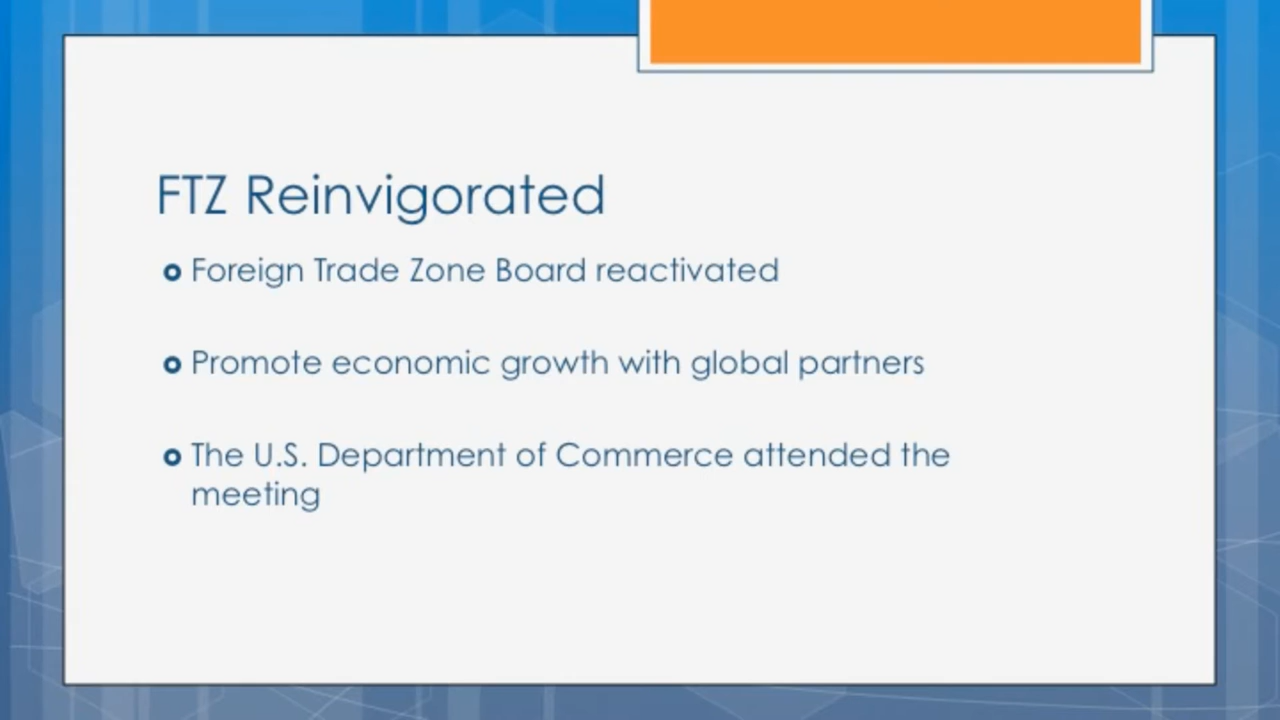 FTZ Reinvigorated
Foreign Trade Zone Board reactivated
Promote economic growth with global partners
The U.S. Department of Commerce attended the
meeting